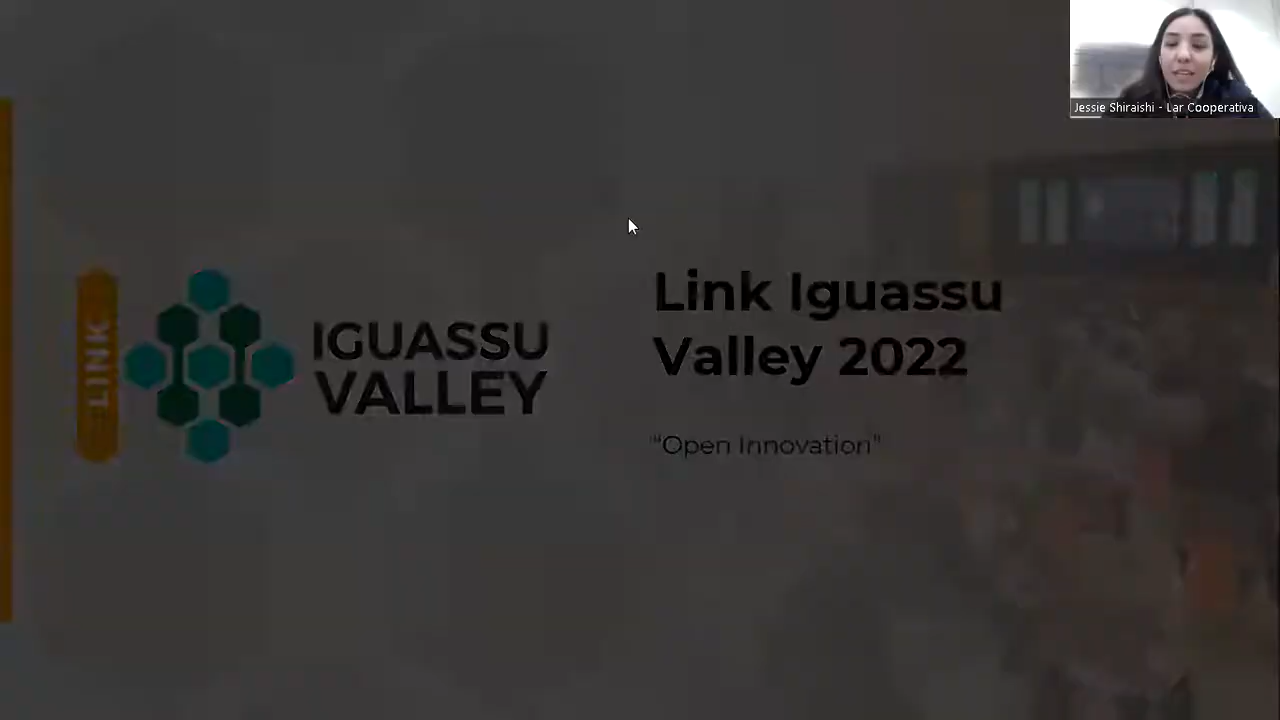 Jessie Shiraishi - Lar Cooperativa
LINK
IGUASSU
VALLEY
Link Iguassu
Valley 2022
"Open Innovation"